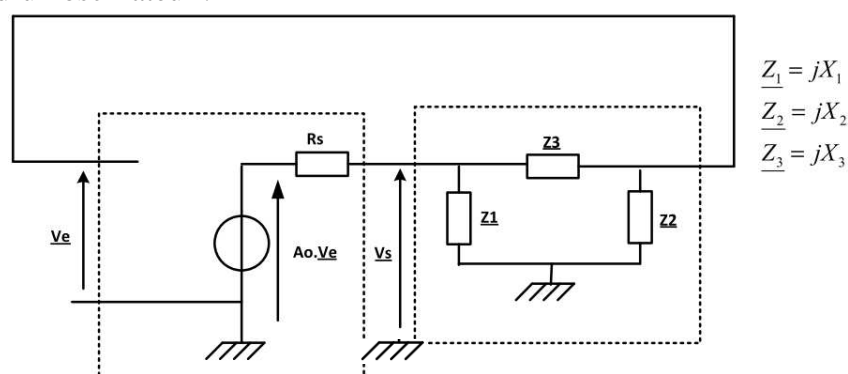 Z1 = jX1
Z2 = jX2
Z3 = jX3
Rs
Z3
Ve
Ao.Ve
Vs
Z1
Z2